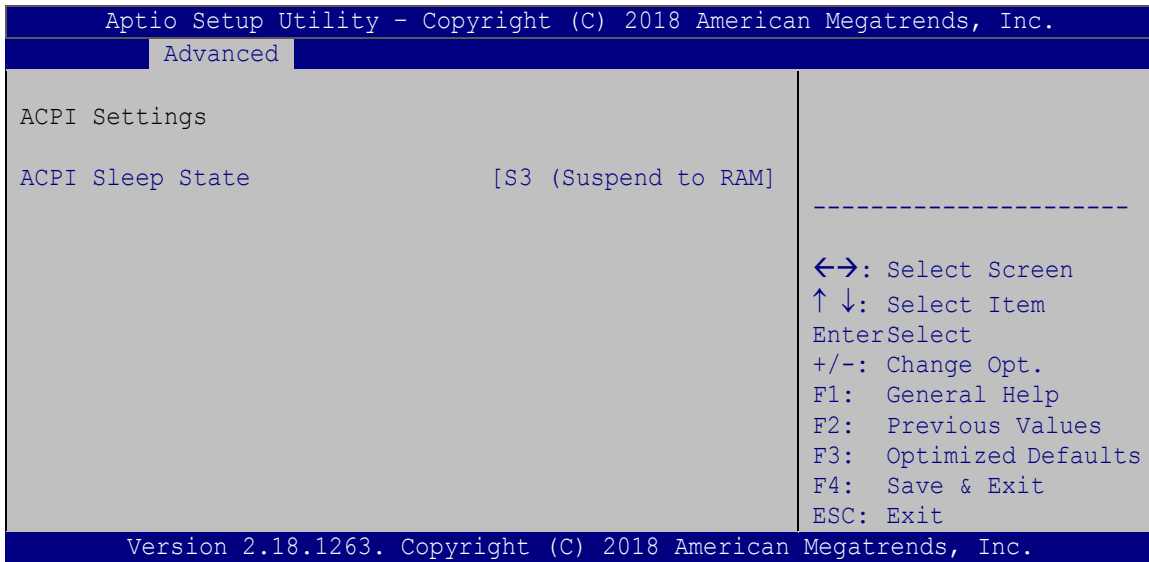 Aptio Setup Utility – Copyright (C) 2018 American Megatrends, Inc.
Advanced
ACPI Settings
ACPI Sleep State [S3 (Suspend to RAM]
----------------------
←→: Select Screen
↑ ↓: Select Item
EnterSelect
+/-: Change Opt.
F1: General Help
F2: Previous Values
F3: Optimized Defaults
F4: Save & Exit
ESC: Exit
Version 2.18.1263. Copyright (C) 2018 American Megatrends, Inc.